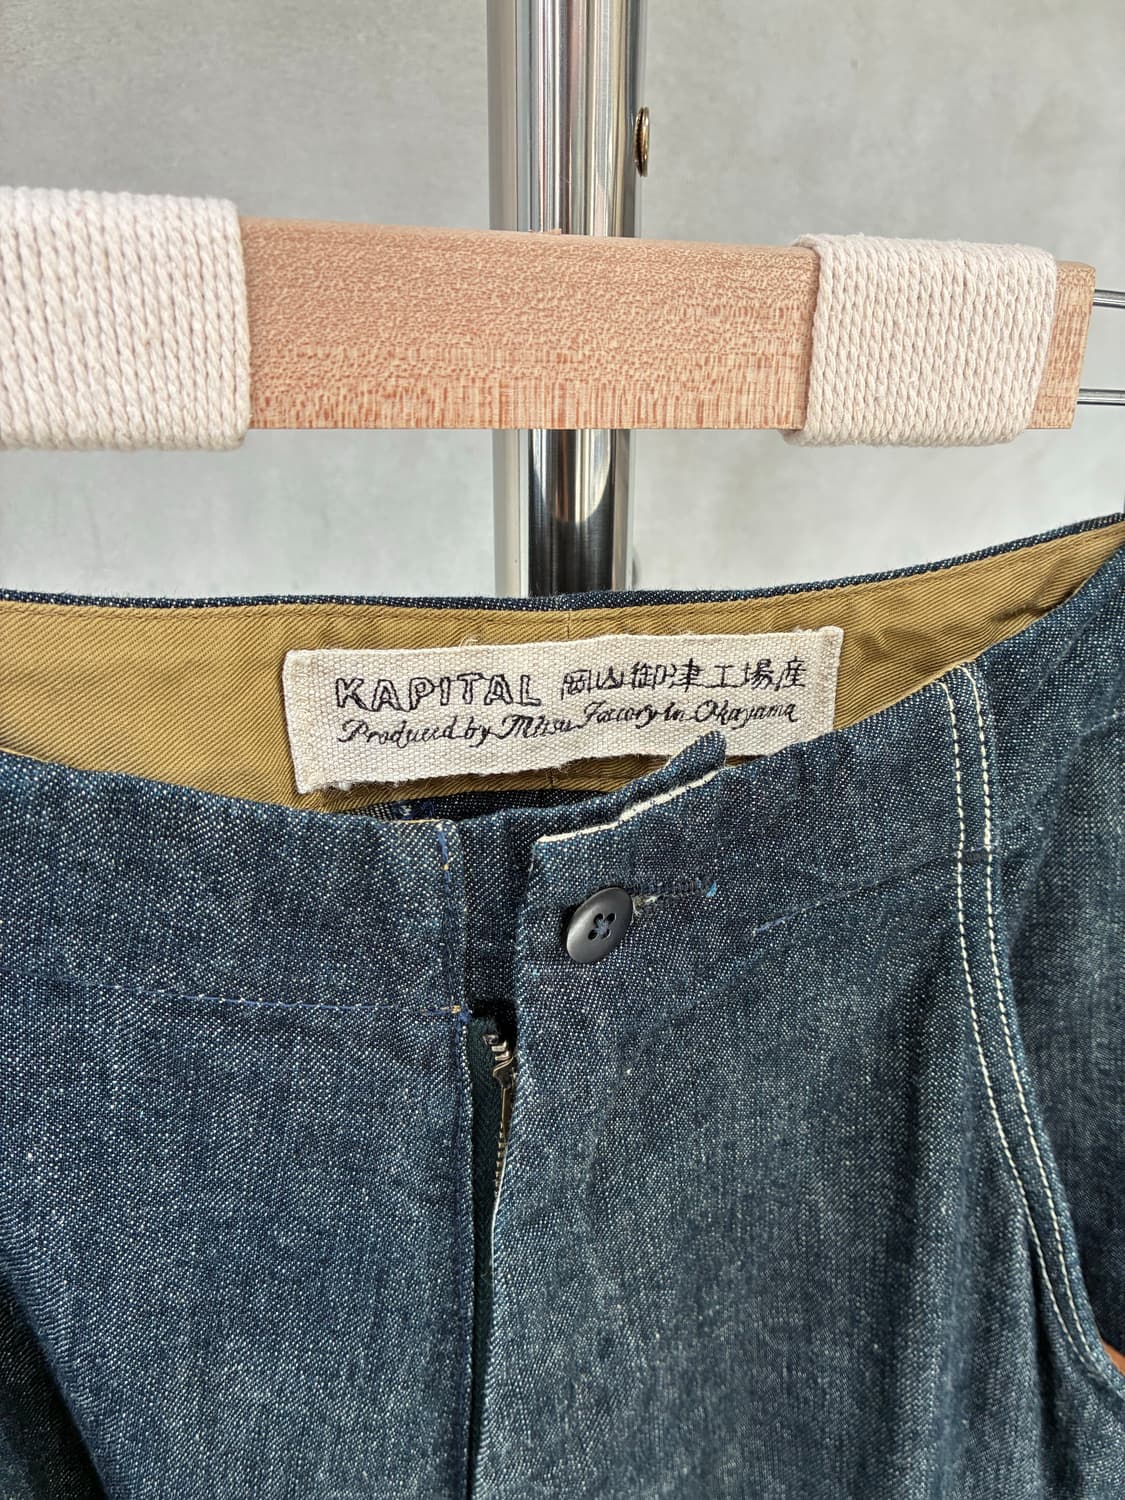 KAPITAL 岡山御津工場産
Produced by Mitsu Factory in Okayama